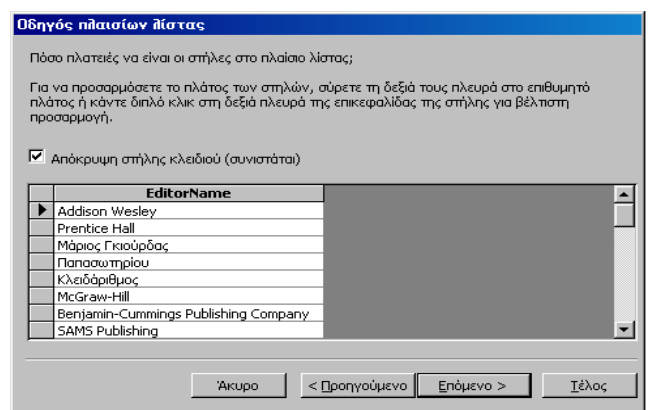 Οδηγός πλαισίων λίστας
Πόσο πλατειές να είναι οι στήλες στο πλαίσιο λίστας;
Για να προσαρμόσετε το πλάτος των στηλών, σύρετε τη δεξιά τους πλευρά στο επιθυμητό
πλάτος ή κάντε διπλό κλικ στη δεξιά πλευρά της επικεφαλίδας της στήλης για βέλτιστη
προσαρμογή.
Απόκρυψη στήλης κλειδιού (συνιστάται)
EditorName
Addison Wesley
Prentice Hall
Μάριος Γκιούρδας
Παπασωτηρίου
Κλειδάριθμος
McGraw-Hill
Benjamin-Cummings Publishing Company
SAMS Publishing
Άκυρο < Προηγούμενο Επόμενο > Τέλος